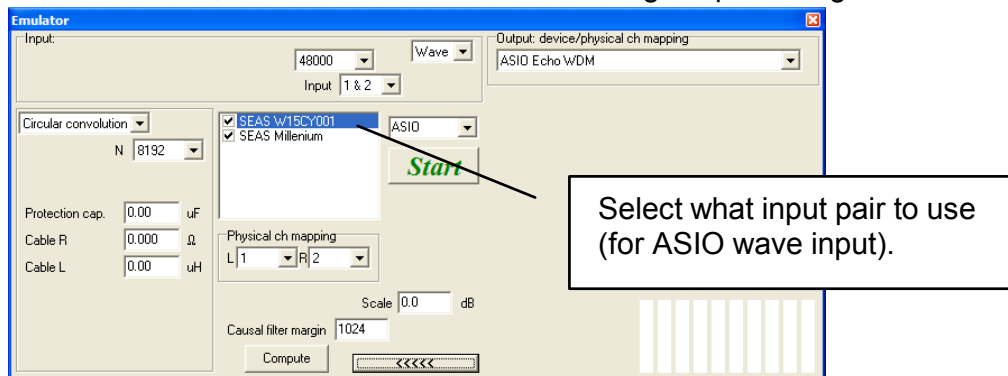 Emulator
Input:
48000
Wave
Input 1 & 2
Output: device/physical ch mapping
ASIO Echo WDM
Circular convolution
N 8192
Protection cap. 0.00 uF
Cable R 0.000 Ω
Cable L 0.00 uH
SEAS W15CY001
SEAS Millenium
ASIO
Start
Physical ch mapping
L 1 R 2
Scale 0.0 dB
Causal filter margin 1024
Compute
<<<<<
Select what input pair to use
(for ASIO wave input).